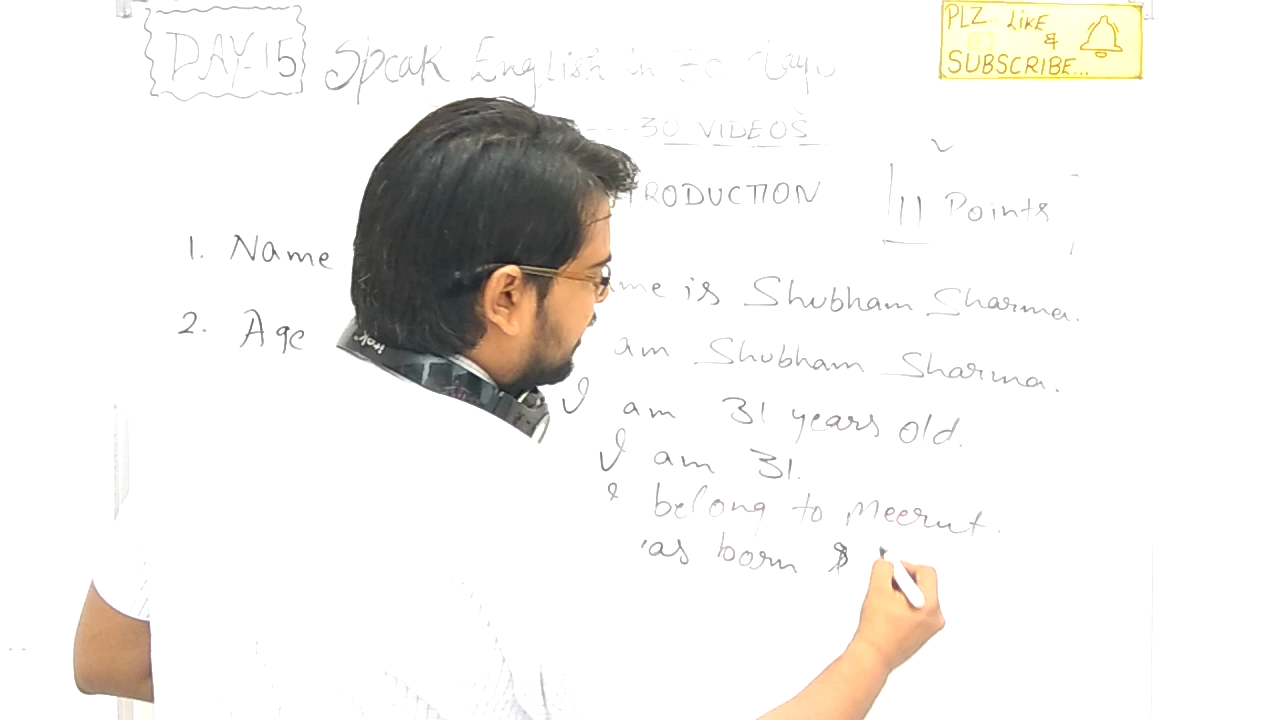 DAY-15 Speak English in
PLZ LIKE
&
SUBSCRIBE...
30 VIDEOS
TRODUCTION
11 Points
1. Name
me is Shubham Sharma.
2. Age
am Shubham Sharma.
I am 31 years old.
I am 31.
I belong to Meerut.
as born